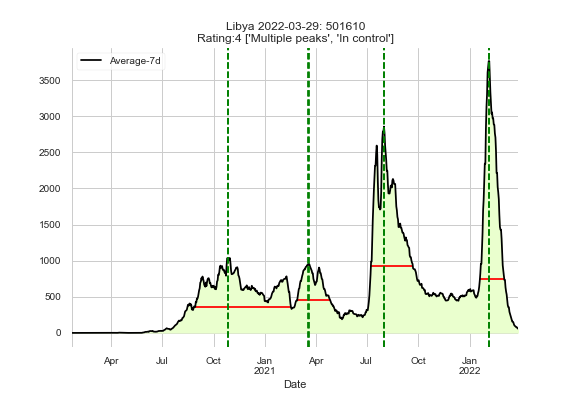 Libya 2022-03-29: 501610
Rating:4 ['Multiple peaks', 'In control']
Average-7d
3500
3000
2500
2000
1500
1000
500
0
Apr
Jul
Oct
Jan
2021
Apr
Jul
Oct
Jan
2022
Date